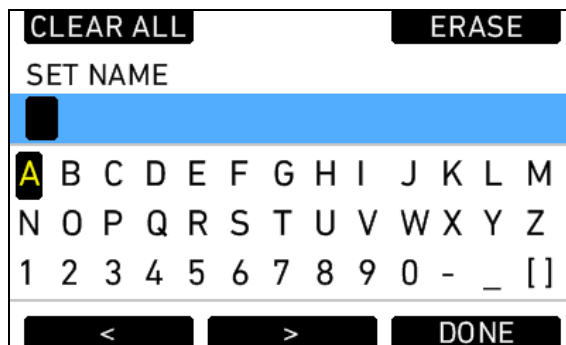 CLEAR ALL ERASE
SET NAME
A B C D E F G H I J K L M
N O P Q R S T U V W X Y Z
1 2 3 4 5 6 7 8 9 0 - _ [ ]
< > DONE